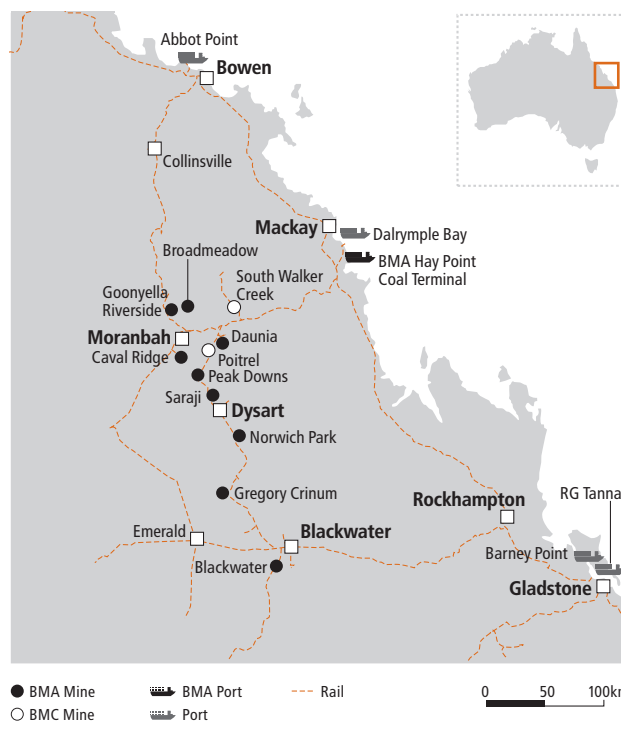 Abbot Point
Bowen
Collinsville
Mackay
Dalrymple Bay
BMA Hay Point
Coal Terminal
Broadmeadow
South Walker
Creek
Goonyella
Riverside
Moranbah
Daunia
Caval Ridge
Poitrel
Peak Downs
Saraji
Dysart
Norwich Park
Gregory Crinum
Rockhampton
RG Tanna
Emerald
Blackwater
Barney Point
Blackwater
Gladstone
BMA Mine
BMA Port
Rail
0 50 100km
BMC Mine
Port